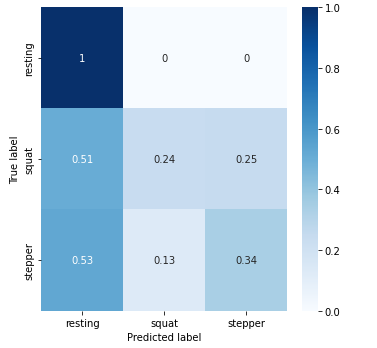 resting
1 0 0
squat
0.51 0.24 0.25
stepper
0.53 0.13 0.34
True label
resting squat stepper
Predicted label
1.0
0.8
0.6
0.4
0.2
0.0